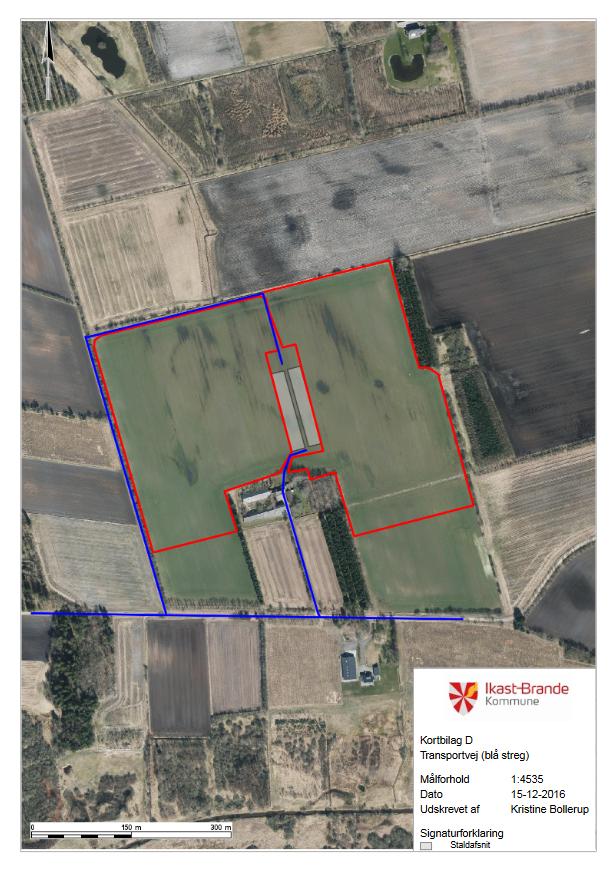 Ikast-Brande
Kommune
Kortbilag D
Transportvej (blå streg)
Målforhold 1:4535
Dato 15-12-2016
Udskrevet af Kristine Bollerup
Signaturforklaring
Staldafsnit
0 150 m 300 m